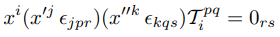 $x^i(x'^j \epsilon_{jpr})(x''^k \epsilon_{kqs})\mathcal{T}_i^{pq} = 0_{rs}$